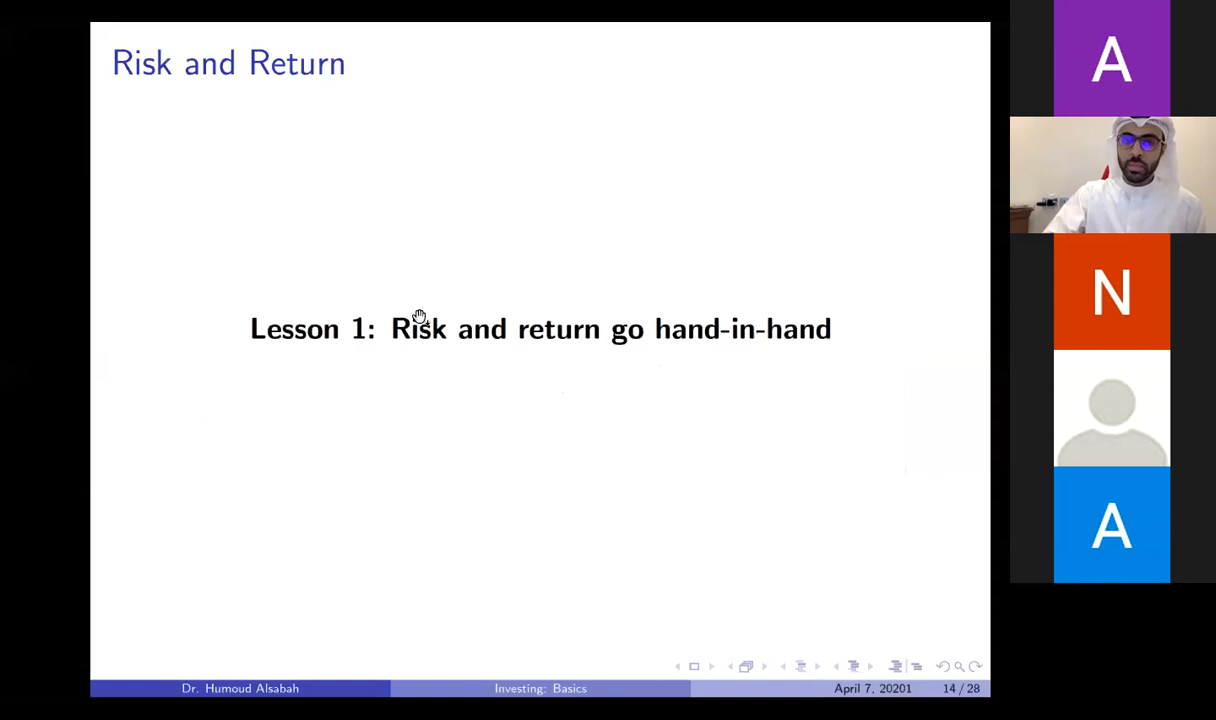 Risk and Return
Lesson 1: Risk and return go hand-in-hand
Dr. Humoud Alsabah
Investing: Basics
April 7, 20201
14 / 28
A
N
A